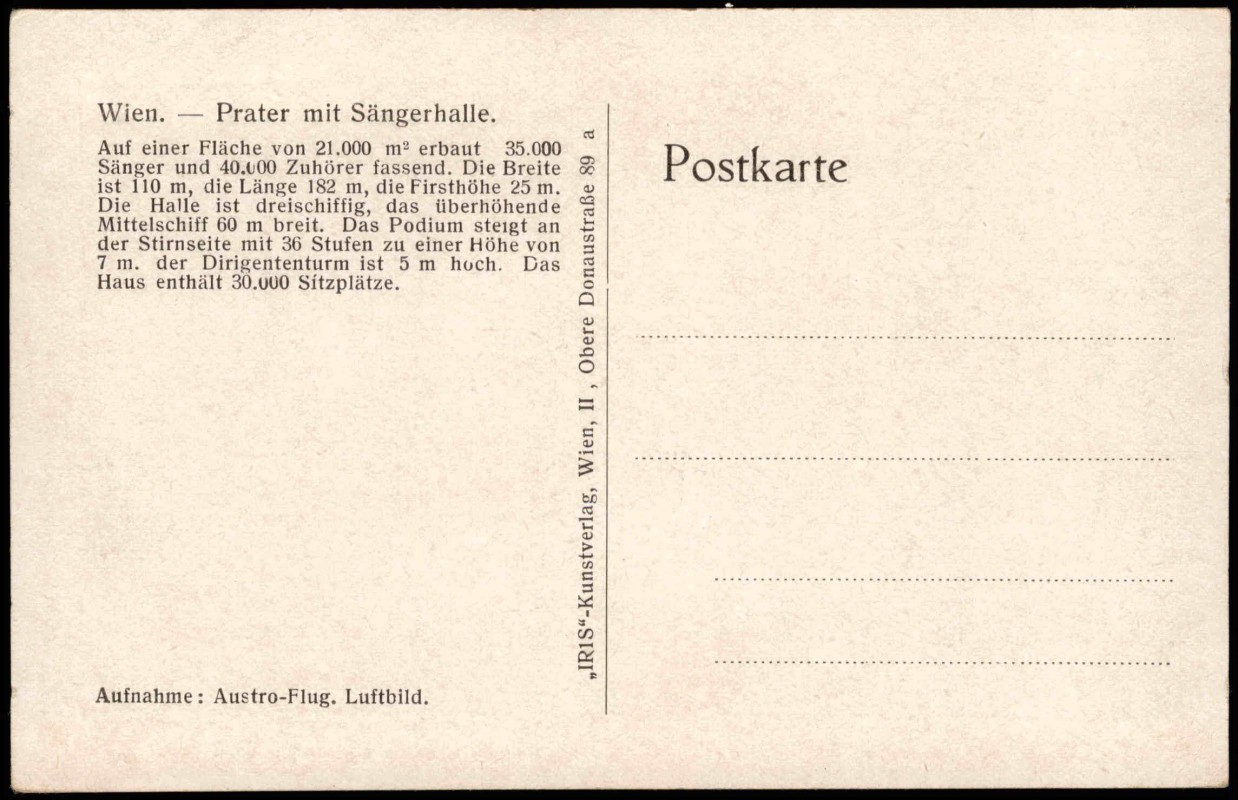 Wien. — Prater mit Sängerhalle.
Auf einer Fläche von 21.000 m² erbaut 35.000
Sänger und 40.000 Zuhörer fassend. Die Breite
ist 110 m, die Länge 182 m, die Firsthöhe 25 m.
Die Halle ist dreischiffig, das überhöhende
Mittelschiff 60 m breit. Das Podium steigt an
der Stirnseite mit 36 Stufen zu einer Höhe von
7 m. der Dirigententurm ist 5 m hoch. Das
Haus enthält 30.000 Sitzplätze.
Aufnahme: Austro-Flug. Luftbild.
„IRIS“-Kunstverlag, Wien, II , Obere Donaustraße 89 a
Postkarte